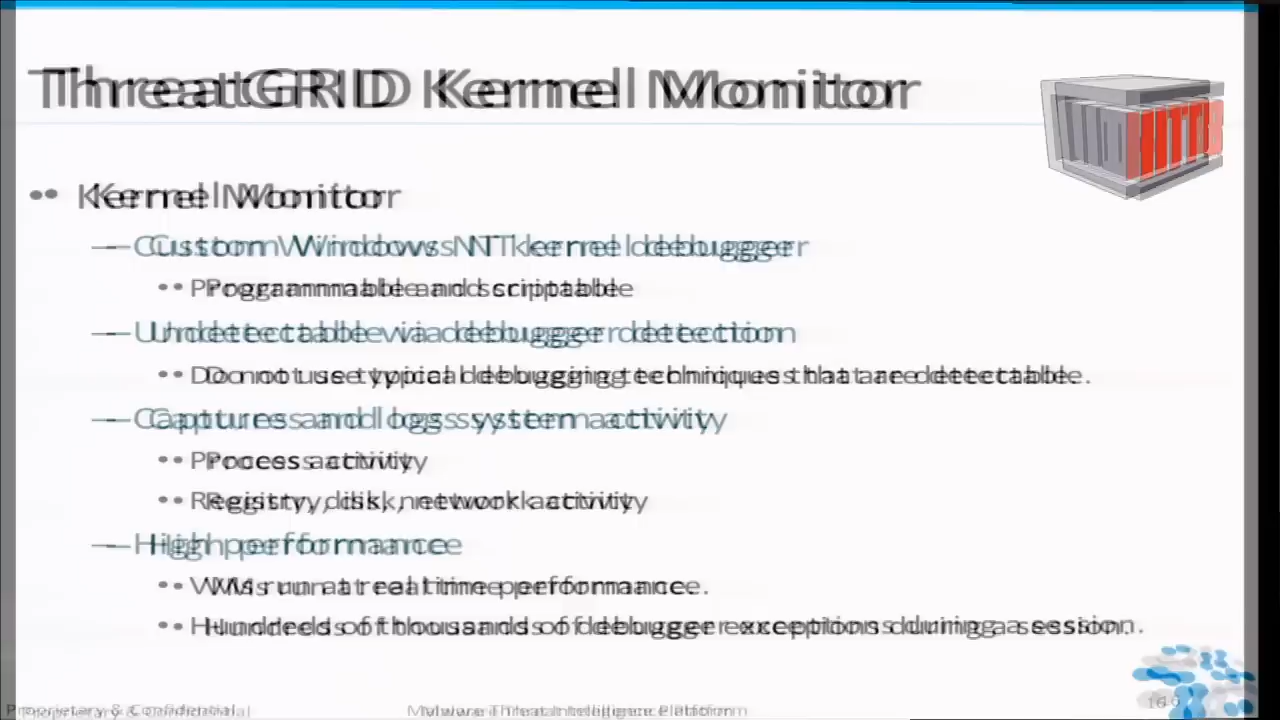 ThreatGRID Kernel Monitor
• Kernel Monitor
– Custom Windows NT kernel debugger
• Programmable and scriptable
– Undetectable via debugger detection
• Do not use typical debugging techniques that are detectable.
– Captures and logs system activity
• Process activity
• Registry, disk, network activity
– High performance
• VMs run at real time performance.
• Hundreds of thousands of debugger exceptions during a session.
Proprietary & Confidential
Malware Threat Intelligence Platform
16